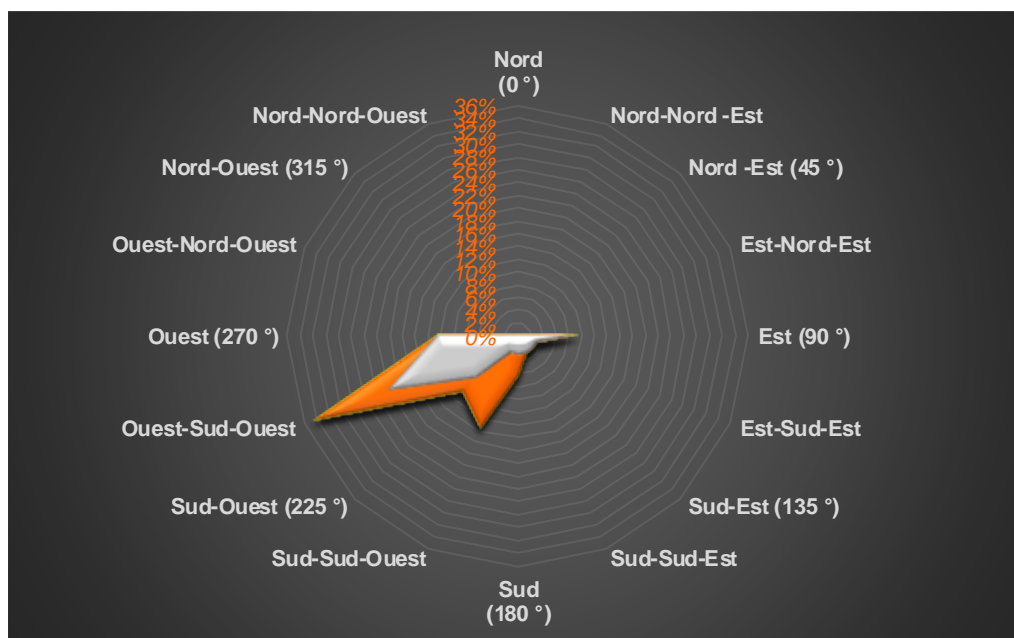 Nord
(0 °)
Nord-Nord-Ouest
Nord-Nord -Est
Nord-Ouest (315 °)
Nord -Est (45 °)
Ouest-Nord-Ouest
Est-Nord-Est
Ouest (270 °)
Est (90 °)
Ouest-Sud-Ouest
Est-Sud-Est
Sud-Ouest (225 °)
Sud-Est (135 °)
Sud-Sud-Ouest
Sud-Sud-Est
Sud
(180 °)
36%
34%
32%
30%
28%
26%
24%
22%
20%
18%
16%
14%
12%
10%
8%
6%
4%
2%
0%